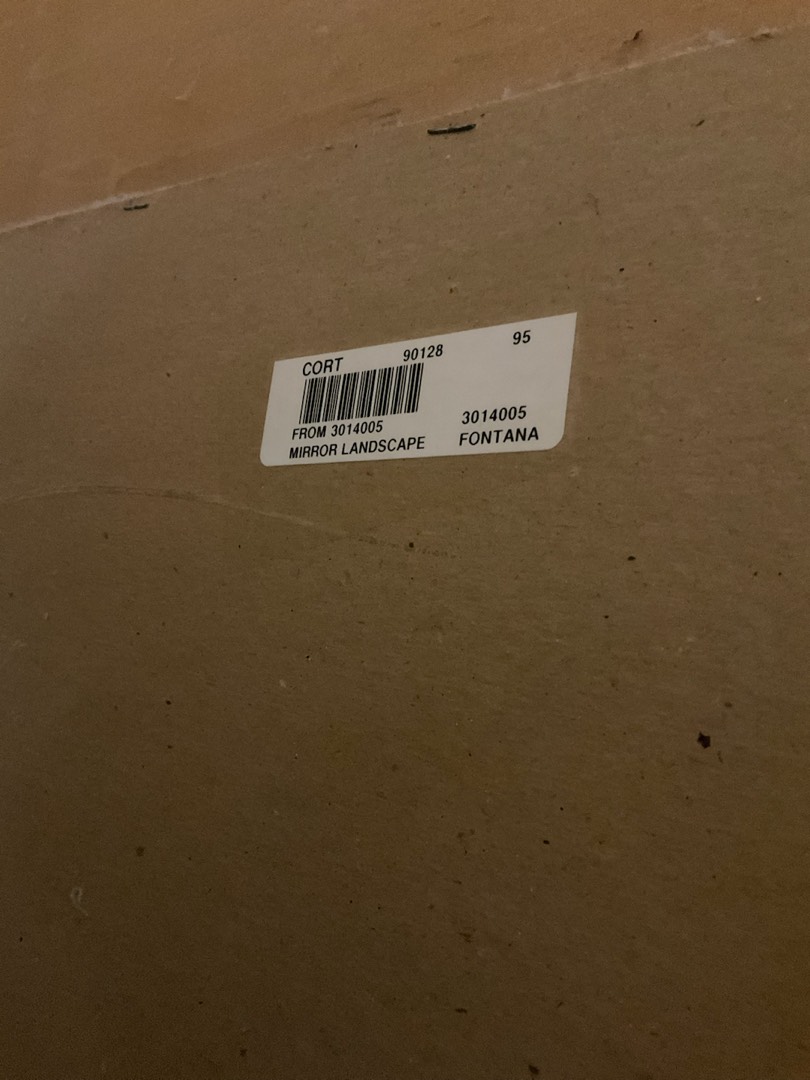 CORT 90128 95
FROM 3014005 3014005
MIRROR LANDSCAPE FONTANA